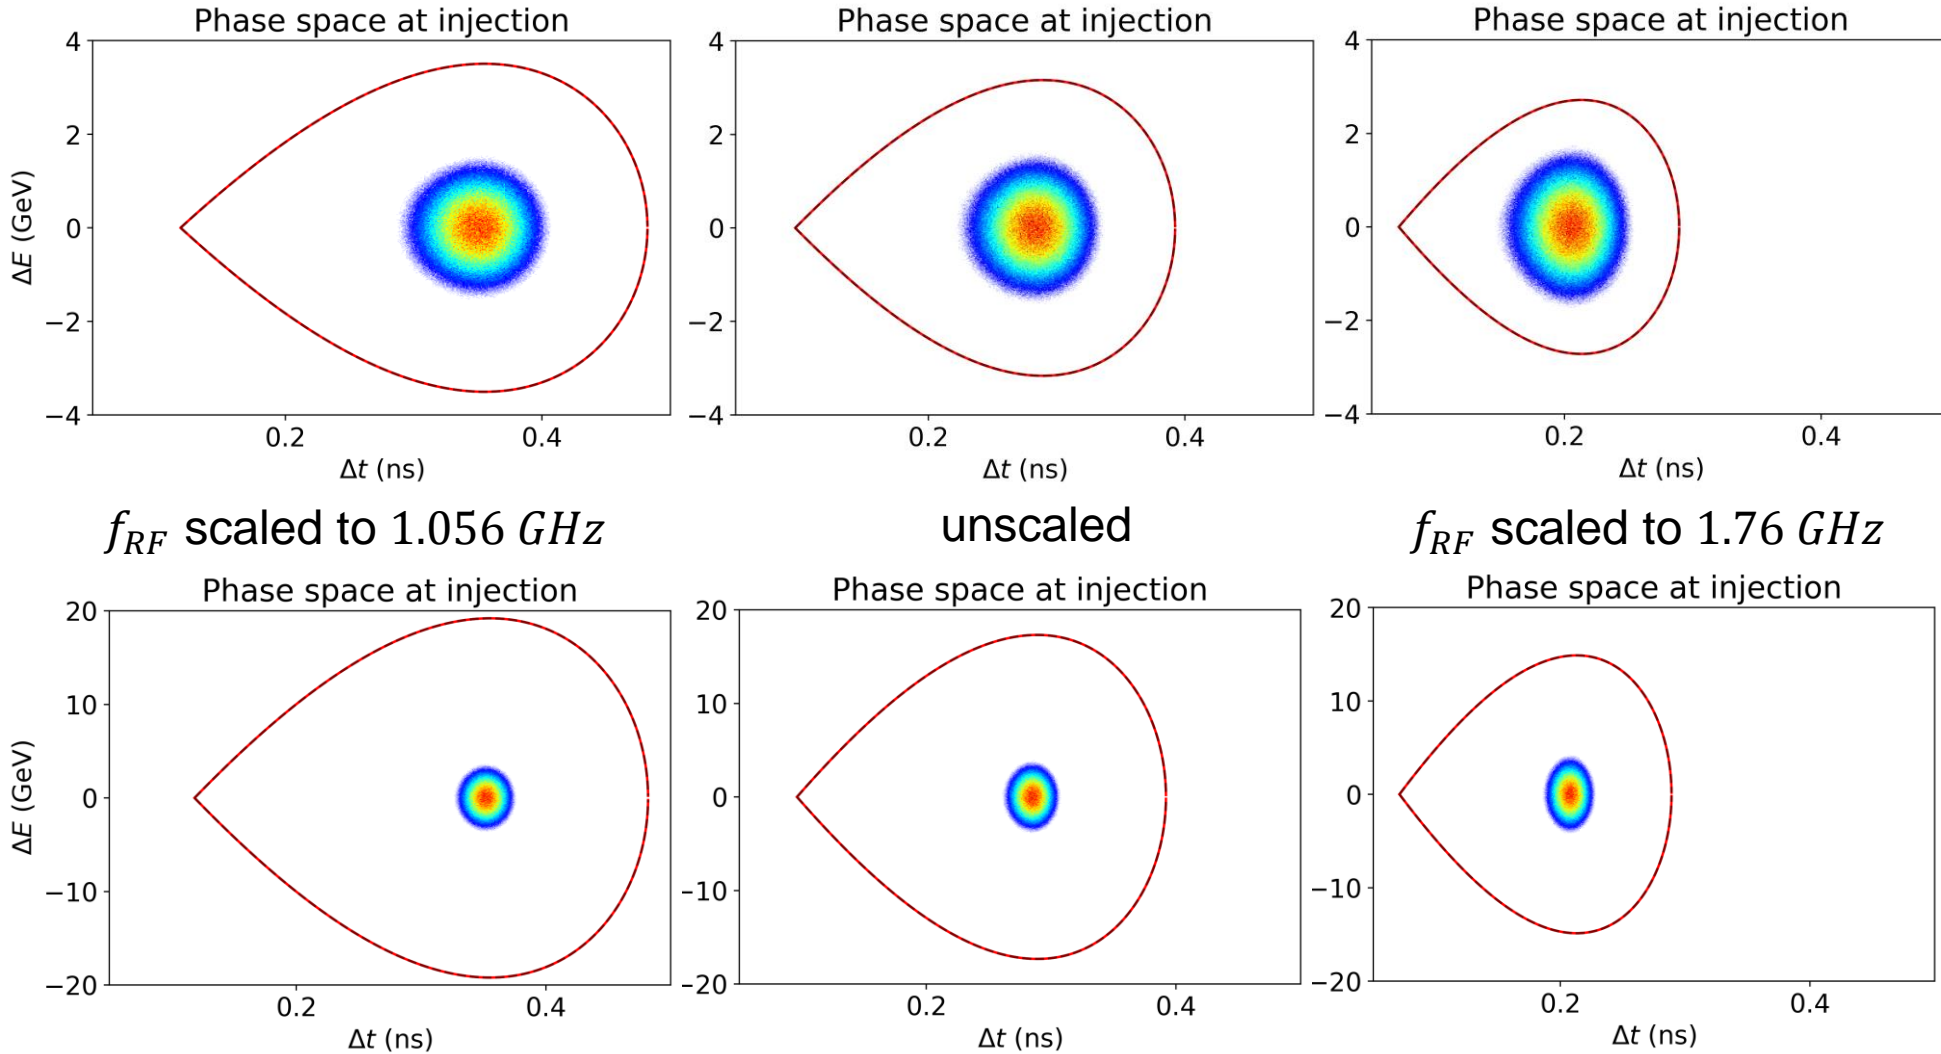 Phase space at injection
Phase space at injection
Phase space at injection
4
2
0
−2
−4
ΔE (GeV)
0.2
0.4
Δt (ns)
4
2
0
−2
−4
0.2
0.4
Δt (ns)
4
2
0
−2
−4
0.2
0.4
Δt (ns)
f_RF scaled to 1.056 GHz
unscaled
f_RF scaled to 1.76 GHz
Phase space at injection
Phase space at injection
Phase space at injection
20
10
0
−10
−20
ΔE (GeV)
0.2
0.4
Δt (ns)
20
10
0
−10
−20
0.2
0.4
Δt (ns)
20
10
0
−10
−20
0.2
0.4
Δt (ns)